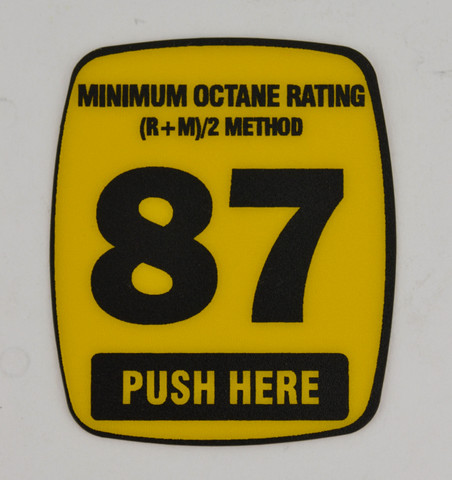 MINIMUM OCTANE RATING
(R+M)/2 METHOD
87
PUSH HERE